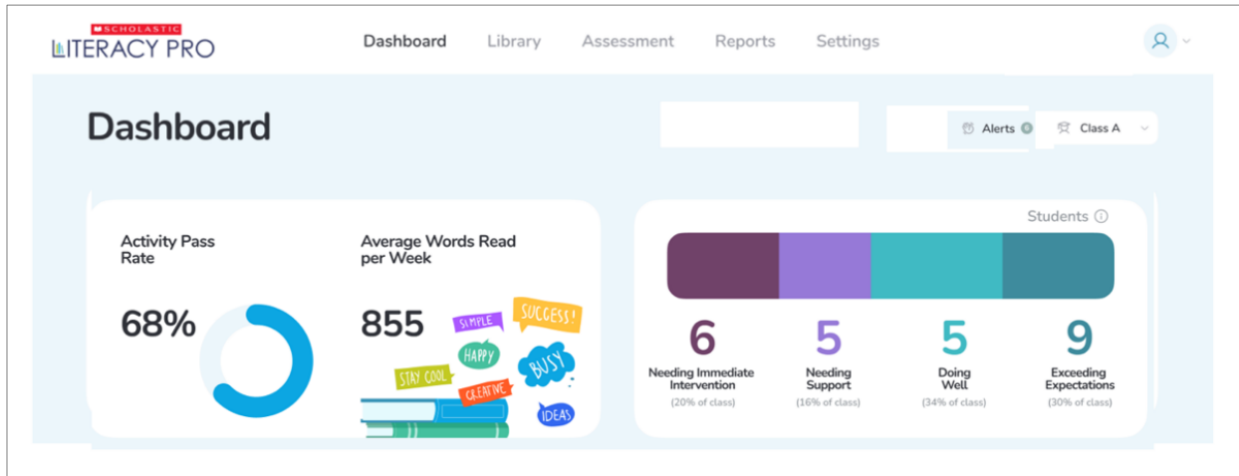 SCHOLASTIC
LITERACY PRO
Dashboard Library Assessment Reports Settings
Dashboard
Alerts
Class A
Activity Pass
Rate
68%
Average Words Read
per Week
855
SIMPLE
SUCCESS!
HAPPY
BUSY
STAY COOL
CREATIVE
IDEAS
Students
6
Needing Immediate
Intervention
(20% of class)
5
Needing
Support
(16% of class)
5
Doing
Well
(34% of class)
9
Exceeding
Expectations
(30% of class)